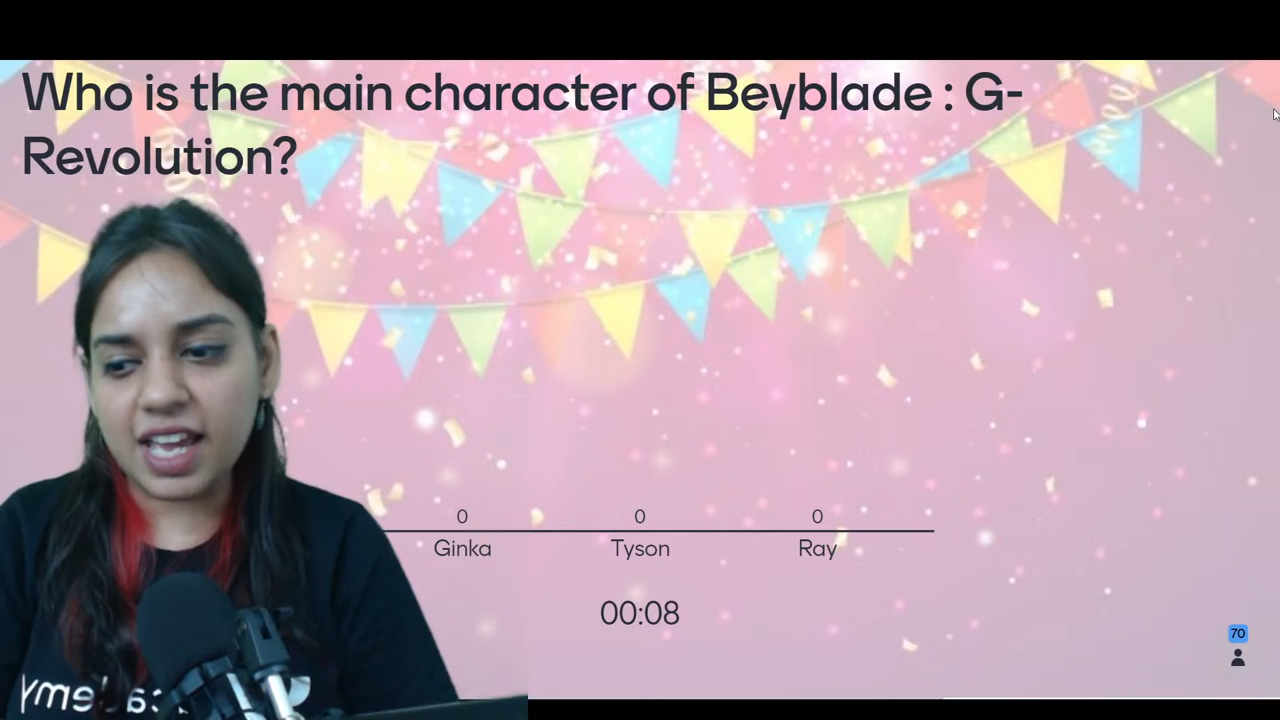 Who is the main character of Beyblade : G-
Revolution?
0 0 0
Ginka Tyson Ray
00:08
70